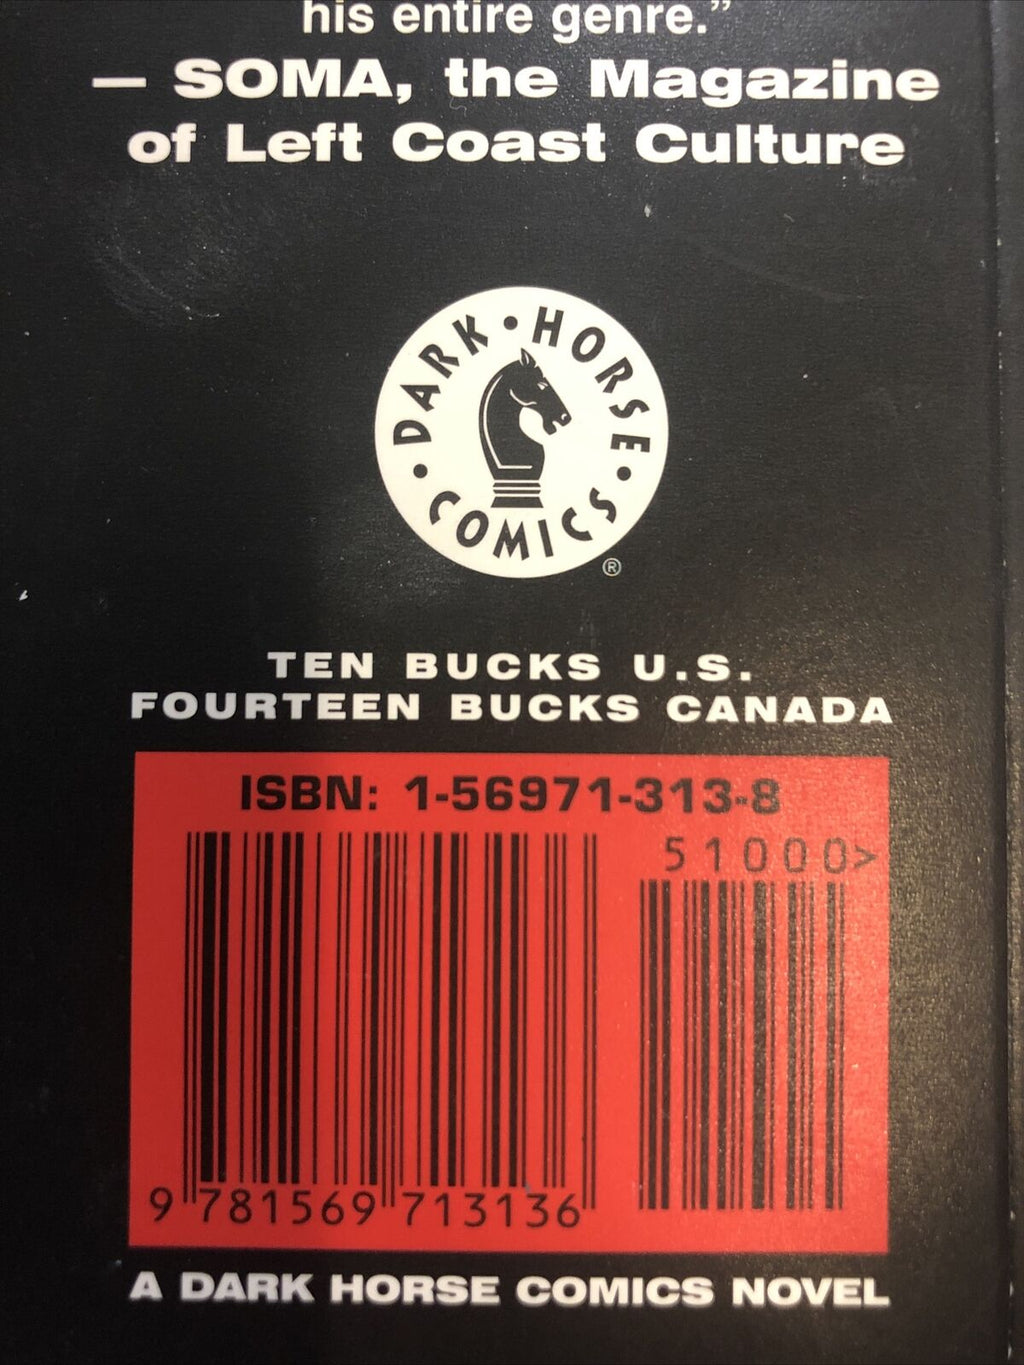 his entire genre.”
— SOMA, the Magazine
of Left Coast Culture
· DARK · HORSE · COMICS
®
TEN BUCKS U.S.
FOURTEEN BUCKS CANADA
ISBN: 1-56971-313-8
51000>
9 781569 713136
A DARK HORSE COMICS NOVEL